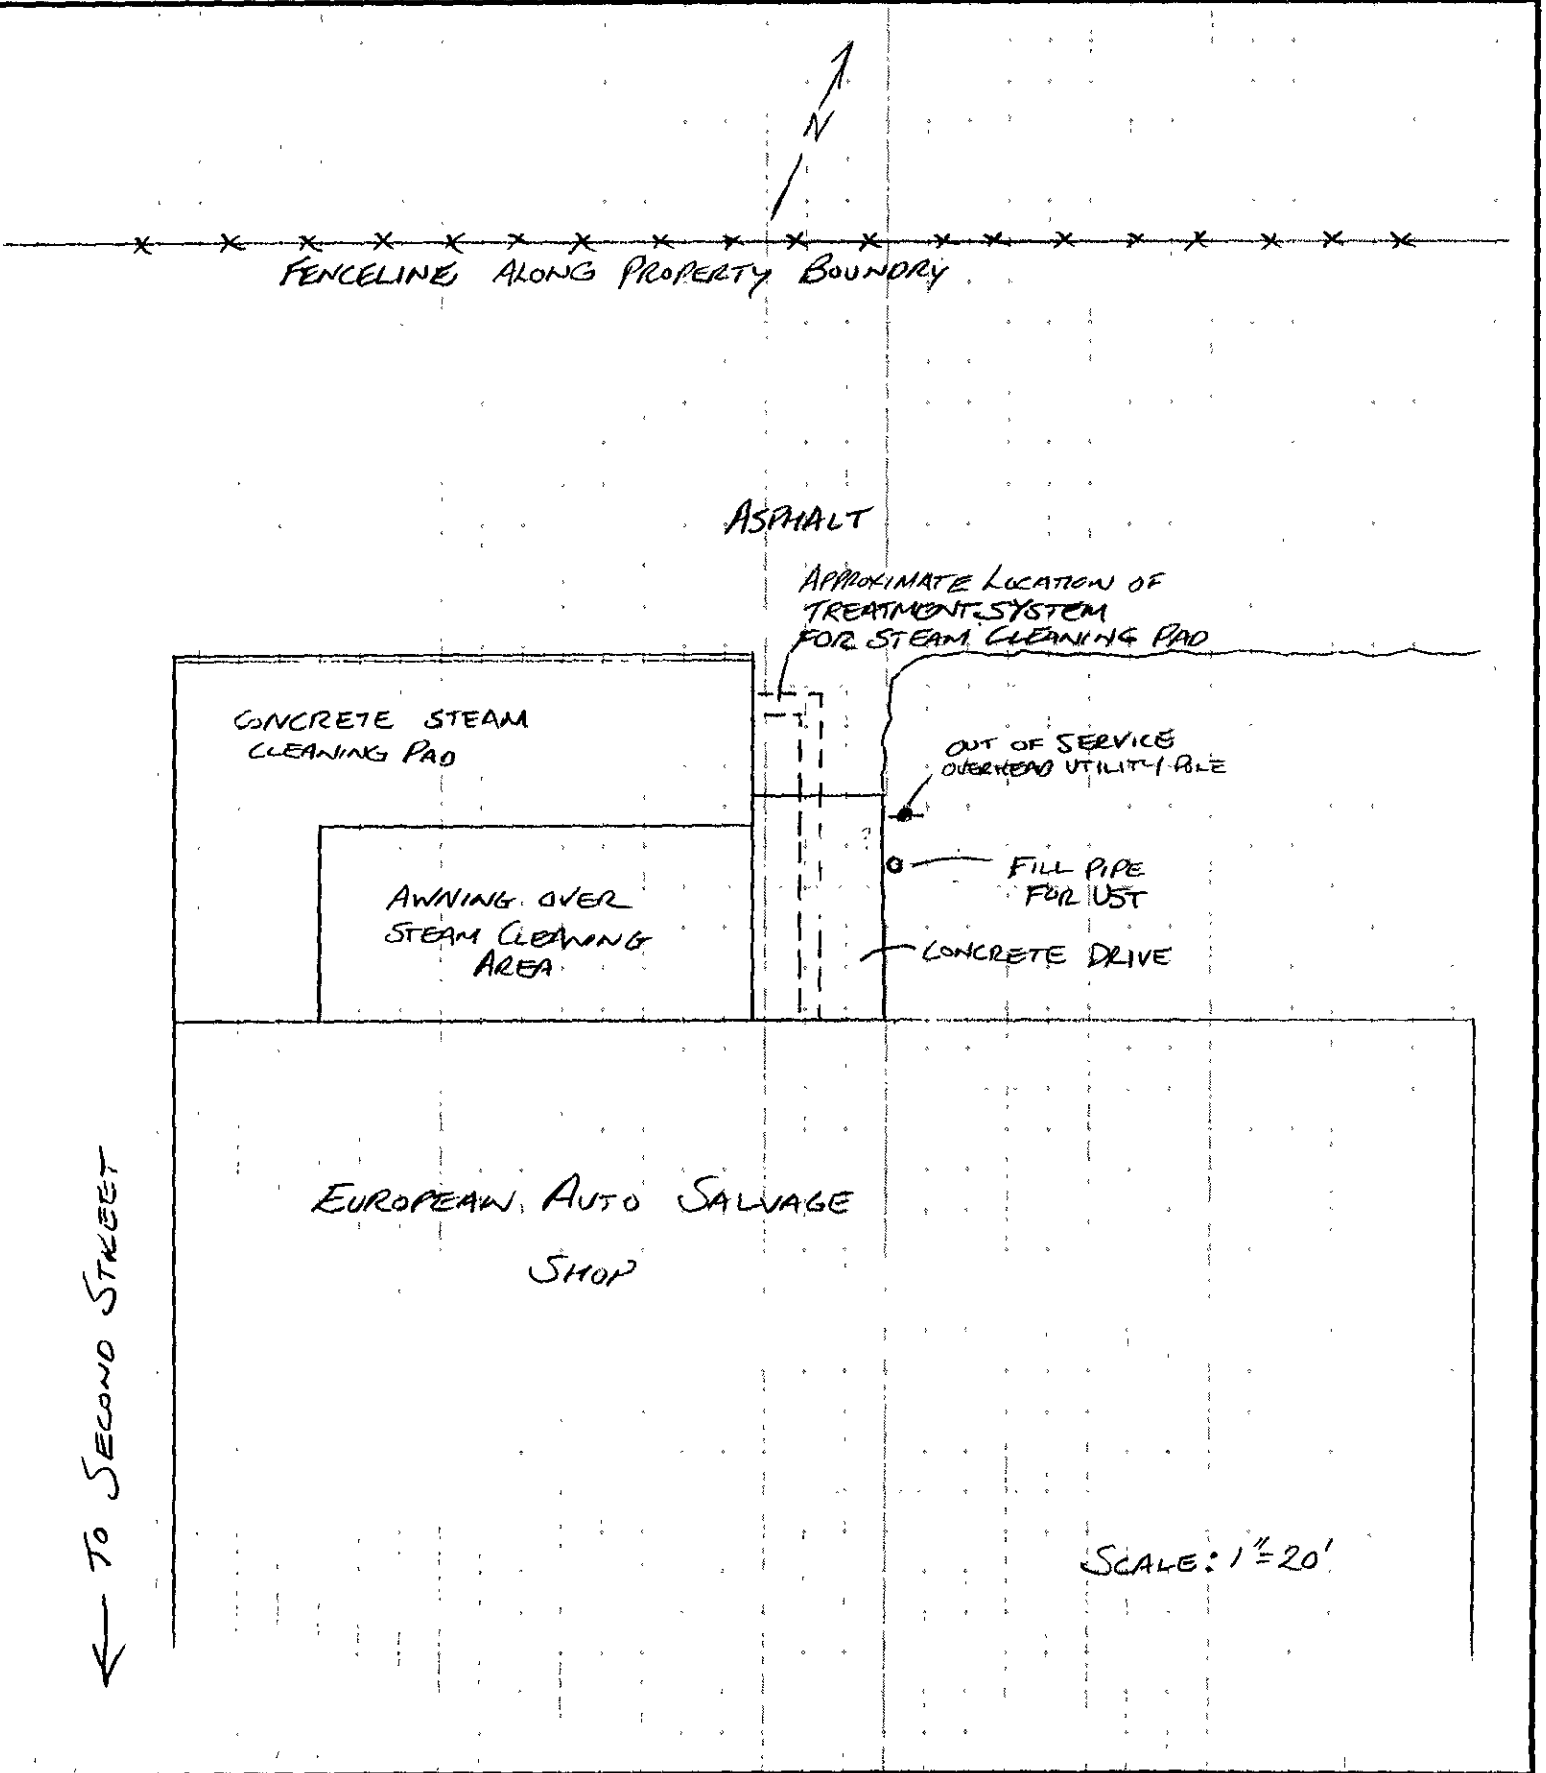 N
FENCELINE ALONG PROPERTY BOUNDRY
ASPHALT
APPROXIMATE LOCATION OF
TREATMENT SYSTEM
FOR STEAM CLEANING PAD
CONCRETE STEAM
CLEANING PAD
OUT OF SERVICE
OVERHEAD UTILITY POLE
AWNING OVER
STEAM CLEANING
AREA
FILL PIPE
FOR UST
CONCRETE DRIVE
EUROPEAN AUTO SALVAGE
SHOP
TO SECOND STREET
SCALE: 1"=20'